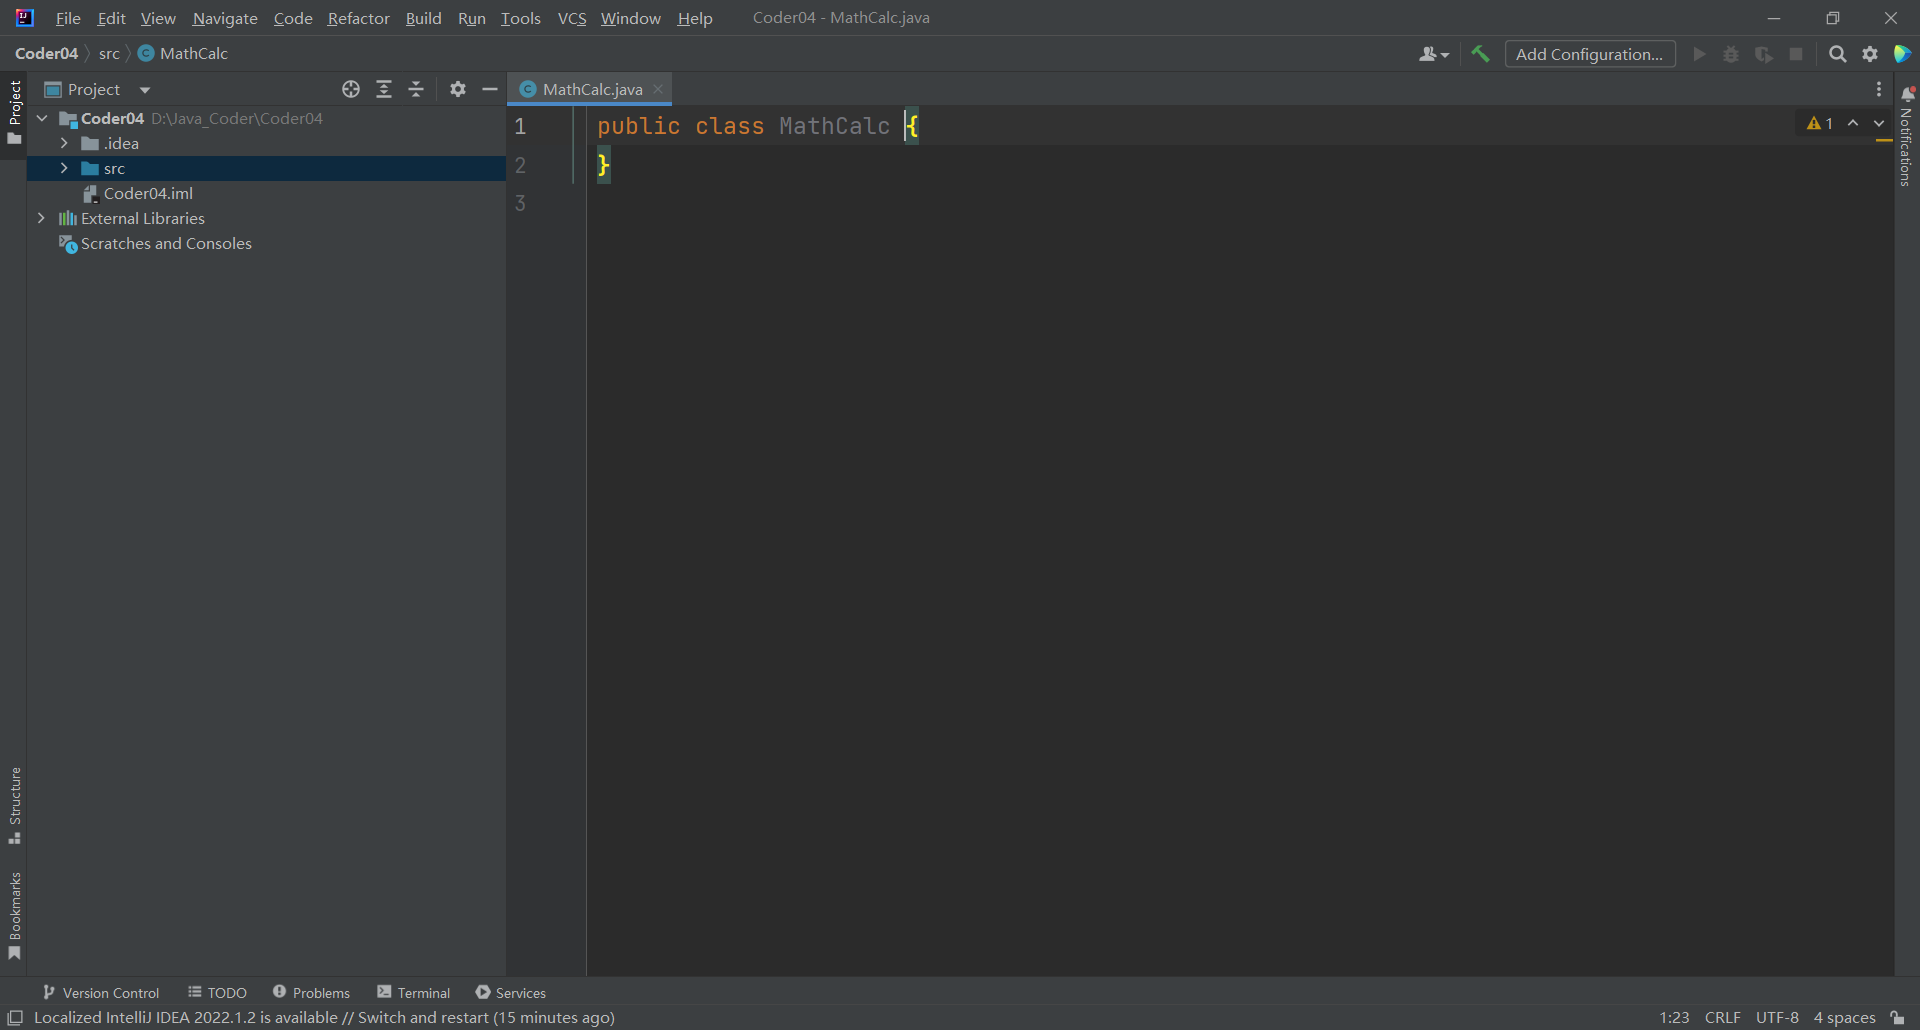 File Edit View Navigate Code Refactor Build Run Tools VCS Window Help Coder04 - MathCalc.java
Coder04 src MathCalc Add Configuration...
Project
Project
MathCalc.java
Coder04 D:\Java_Coder\Coder04
.idea
src
Coder04.iml
External Libraries
Scratches and Consoles
1 public class MathCalc {
2 }
3
1
Notifications
Structure
Bookmarks
Version Control TODO Problems Terminal Services
Localized IntelliJ IDEA 2022.1.2 is available // Switch and restart (15 minutes ago) 1:23 CRLF UTF-8 4 spaces